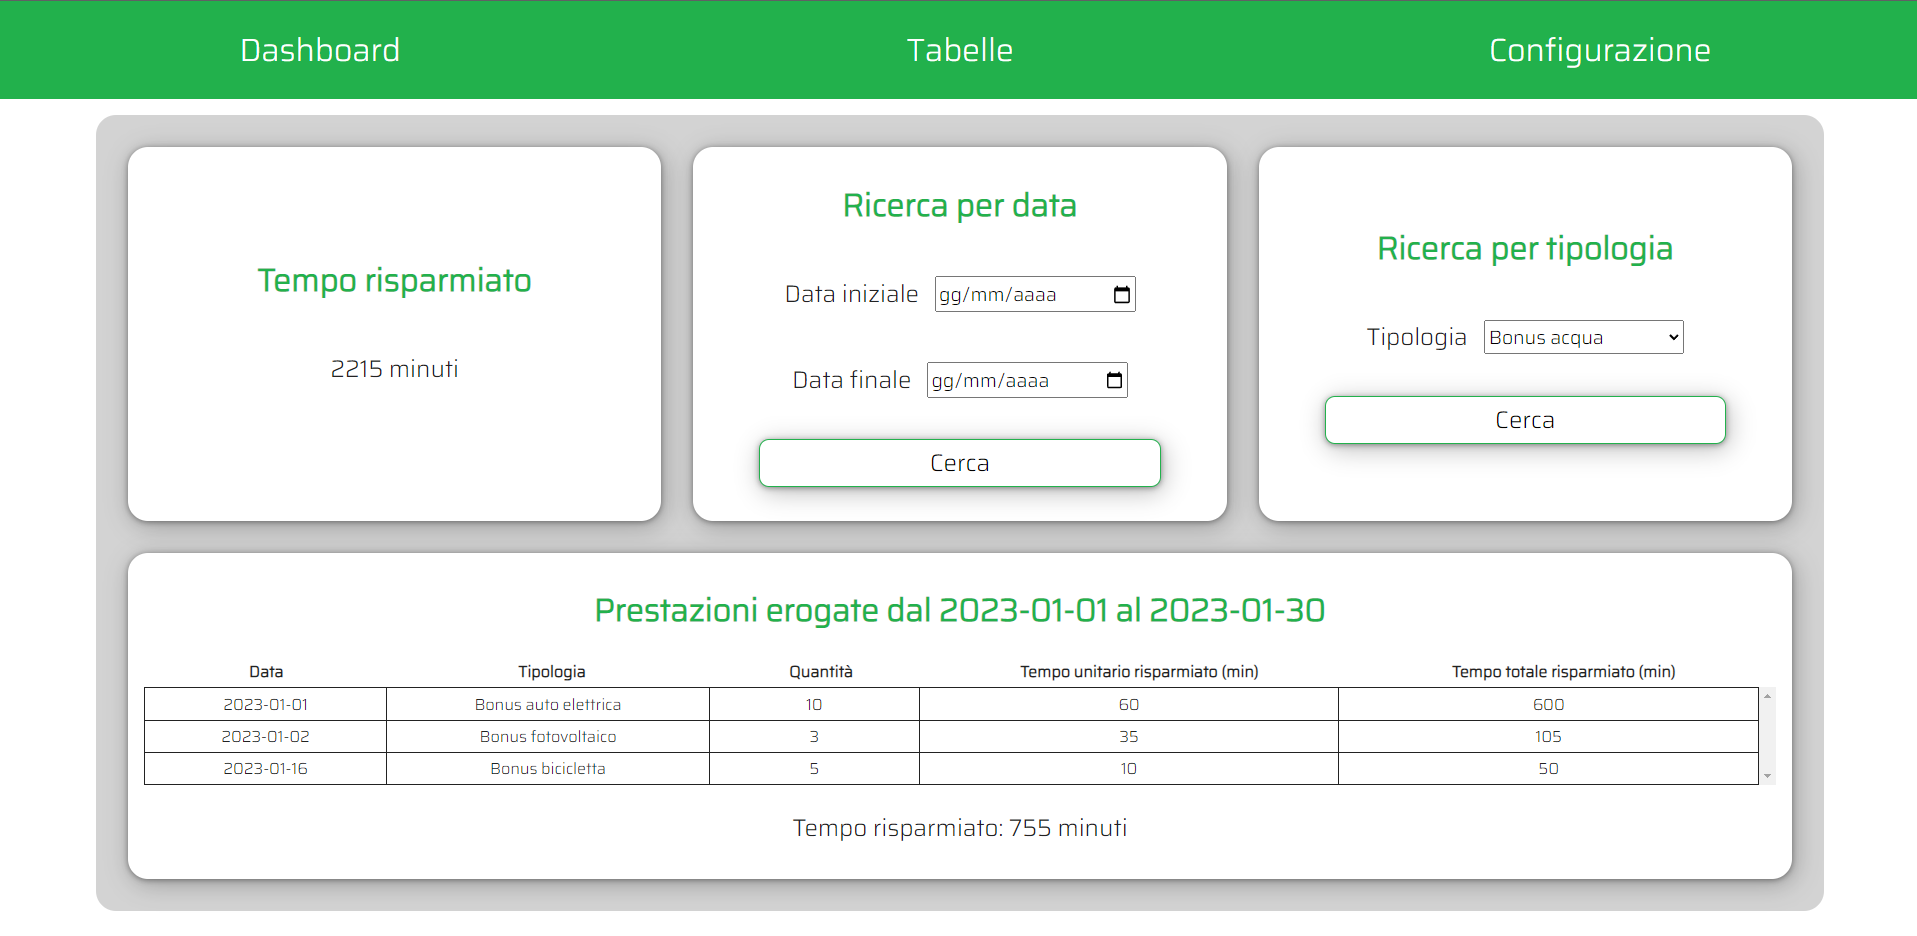 Dashboard Tabelle Configurazione
Tempo risparmiato
2215 minuti
Ricerca per data
Data iniziale gg/mm/aaaa
Data finale gg/mm/aaaa
Cerca
Ricerca per tipologia
Tipologia Bonus acqua
Cerca
Prestazioni erogate dal 2023-01-01 al 2023-01-30
Data Tipologia Quantità Tempo unitario risparmiato (min) Tempo totale risparmiato (min)
2023-01-01 Bonus auto elettrica 10 60 600
2023-01-02 Bonus fotovoltaico 3 35 105
2023-01-16 Bonus bicicletta 5 10 50
Tempo risparmiato: 755 minuti